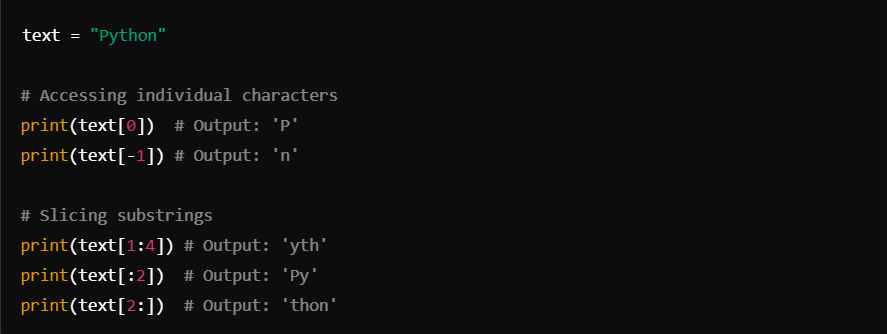 text = "Python"
# Accessing individual characters
print(text[0])  # Output: 'P'
print(text[-1]) # Output: 'n'
# Slicing substrings
print(text[1:4]) # Output: 'yth'
print(text[:2])  # Output: 'Py'
print(text[2:])  # Output: 'thon'